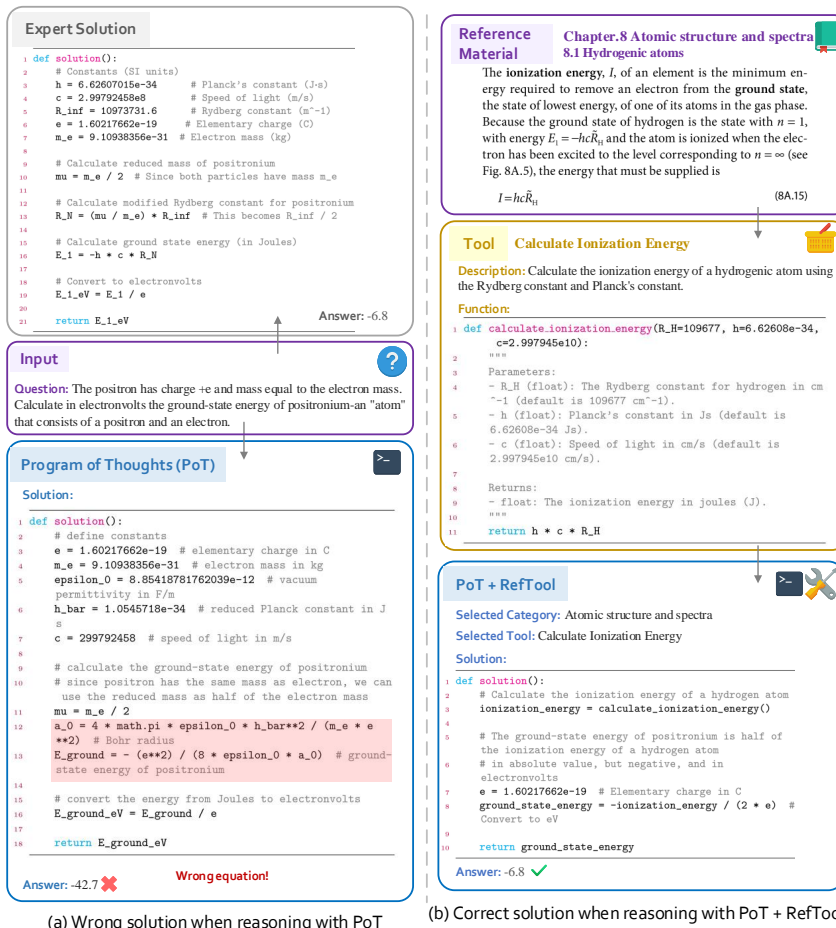 Expert Solution
1 def solution():
2 # Constants (SI units)
3 h = 6.62607015e-34 # Planck's constant (J·s)
4 c = 2.99792458e8 # Speed of light (m/s)
5 R_inf = 10973731.6 # Rydberg constant (m^-1)
6 e = 1.60217662e-19 # Elementary charge (C)
7 m_e = 9.10938356e-31 # Electron mass (kg)
8
9 # Calculate reduced mass of positronium
10 mu = m_e / 2 # Since both particles have mass m_e
11
12 # Calculate modified Rydberg constant for positronium
13 R_N = (mu / m_e) * R_inf # This becomes R_inf / 2
14
15 # Calculate ground state energy (in Joules)
16 E_1 = -h * c * R_N
17
18 # Convert to electronvolts
19 E_1_eV = E_1 / e
20
21 return E_1_eV
Answer: -6.8
Input
?
Question: The positron has charge +e and mass equal to the electron mass.
Calculate in electronvolts the ground-state energy of positronium-an "atom"
that consists of a positron and an electron.
Program of Thoughts (PoT)
>_
Solution:
1 def solution():
2 # define constants
3 e = 1.60217662e-19 # elementary charge in C
4 m_e = 9.10938356e-31 # electron mass in kg
5 epsilon_0 = 8.85418781762039e-12 # vacuum
permittivity in F/m
6 h_bar = 1.0545718e-34 # reduced Planck constant in J
s
7 c = 299792458 # speed of light in m/s
8
9 # calculate the ground-state energy of positronium
10 # since positron has the same mass as electron, we can
use the reduced mass as half of the electron mass
11 mu = m_e / 2
12 a_0 = 4 * math.pi * epsilon_0 * h_bar**2 / (m_e * e
**2) # Bohr radius
13 E_ground = - (e**2) / (8 * epsilon_0 * a_0) # ground-
state energy of positronium
14
15 # convert the energy from Joules to electronvolts
16 E_ground_eV = E_ground / e
17
18 return E_ground_eV
Wrong equation!
Answer: -42.7
(a) Wrong solution when reasoning with PoT
Reference
Material
Chapter.8 Atomic structure and spectra
8.1 Hydrogenic atoms
The ionization energy, I, of an element is the minimum en-
ergy required to remove an electron from the ground state,
the state of lowest energy, of one of its atoms in the gas phase.
Because the ground state of hydrogen is the state with n = 1,
with energy E₁ = −hcR̃_H and the atom is ionized when the elec-
tron has been excited to the level corresponding to n = ∞ (see
Fig. 8A.5), the energy that must be supplied is
I = hcR̃_H (8A.15)
Tool Calculate Ionization Energy
Description: Calculate the ionization energy of a hydrogenic atom using
the Rydberg constant and Planck's constant.
Function:
1 def calculate_ionization_energy(R_H=109677, h=6.62608e-34,
c=2.997945e10):
2 """
3 Parameters:
4 - R_H (float): The Rydberg constant for hydrogen in cm
^-1 (default is 109677 cm^-1).
5 - h (float): Planck's constant in Js (default is
6.62608e-34 Js).
6 - c (float): Speed of light in cm/s (default is
2.997945e10 cm/s).
7
8 Returns:
9 - float: The ionization energy in joules (J).
10 """
11 return h * c * R_H
PoT + RefTool
>_
Selected Category: Atomic structure and spectra
Selected Tool: Calculate Ionization Energy
Solution:
1 def solution():
2 # Calculate the ionization energy of a hydrogen atom
3 ionization_energy = calculate_ionization_energy()
4
5 # The ground-state energy of positronium is half of
the ionization energy of a hydrogen atom
6 # in absolute value, but negative, and in
electronvolts
7 e = 1.60217662e-19 # Elementary charge in C
8 ground_state_energy = -ionization_energy / (2 * e) #
Convert to eV
9
10 return ground_state_energy
Answer: -6.8
(b) Correct solution when reasoning with PoT + RefToo